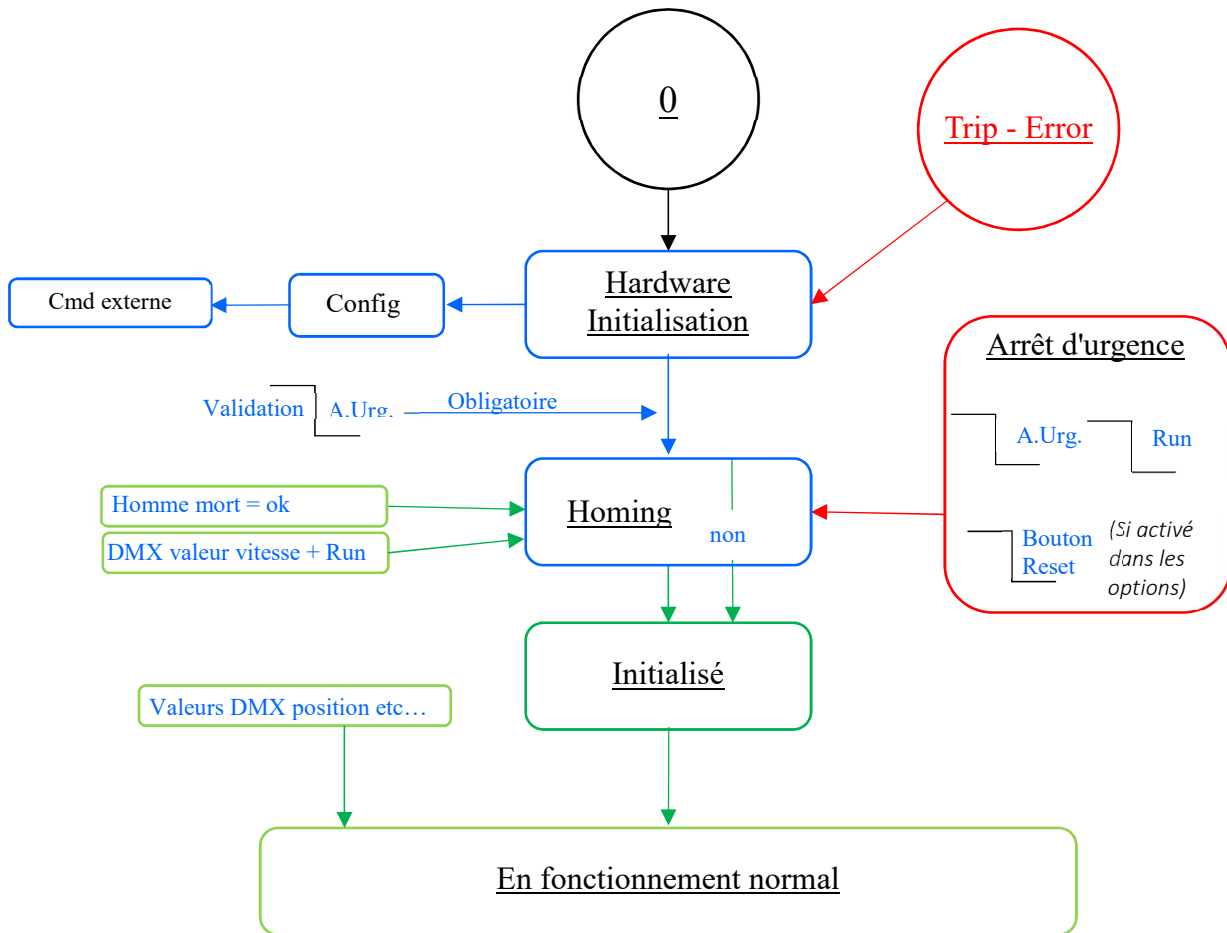 0
Trip - Error
Hardware
Initialisation
Config
Cmd externe
Arrêt d'urgence
Validation
A.Urg.
Obligatoire
A.Urg.
Run
Homme mort = ok
Homing
non
DMX valeur vitesse + Run
Bouton
Reset
(Si activé
dans les
options)
Initialisé
Valeurs DMX position etc…
En fonctionnement normal